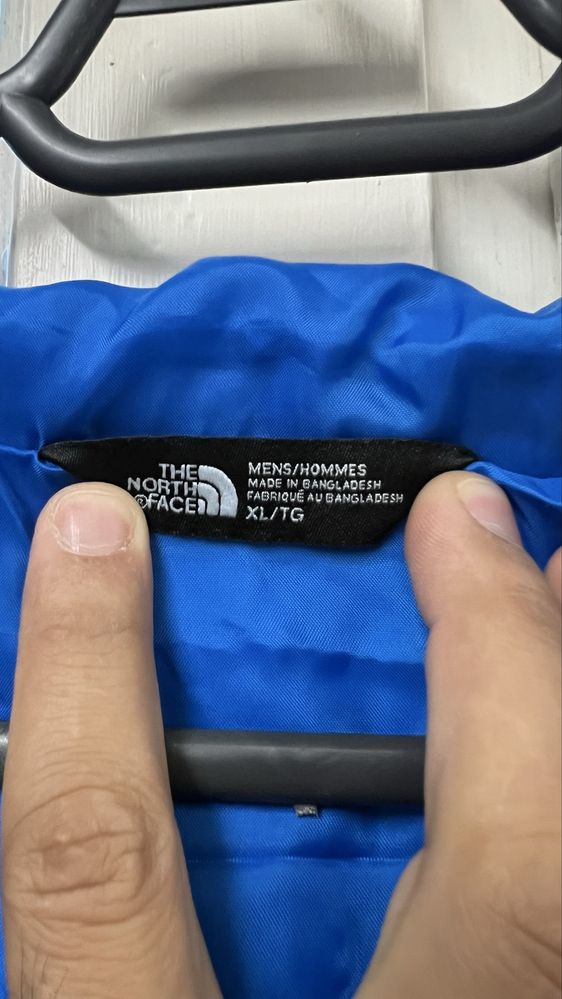 THE
NORTH
FACE
MENS/HOMMES
MADE IN BANGLADESH
FABRIQUÉ AU BANGLADESH
XL/TG